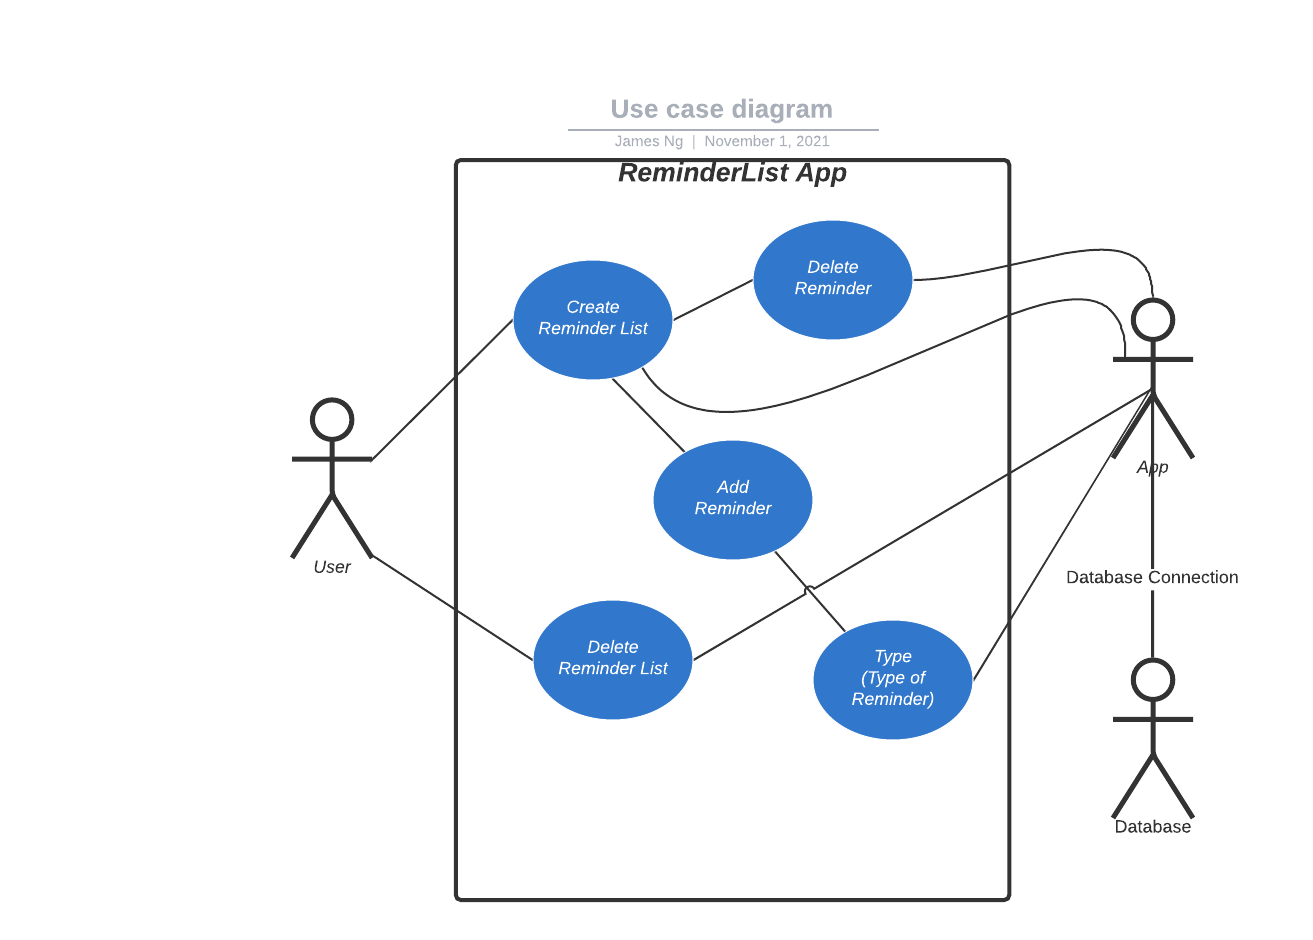 Use case diagram
James Ng | November 1, 2021
ReminderList App
Delete
Reminder
Create
Reminder List
App
Add
Reminder
User
Database Connection
Delete
Reminder List
Type
(Type of
Reminder)
Database